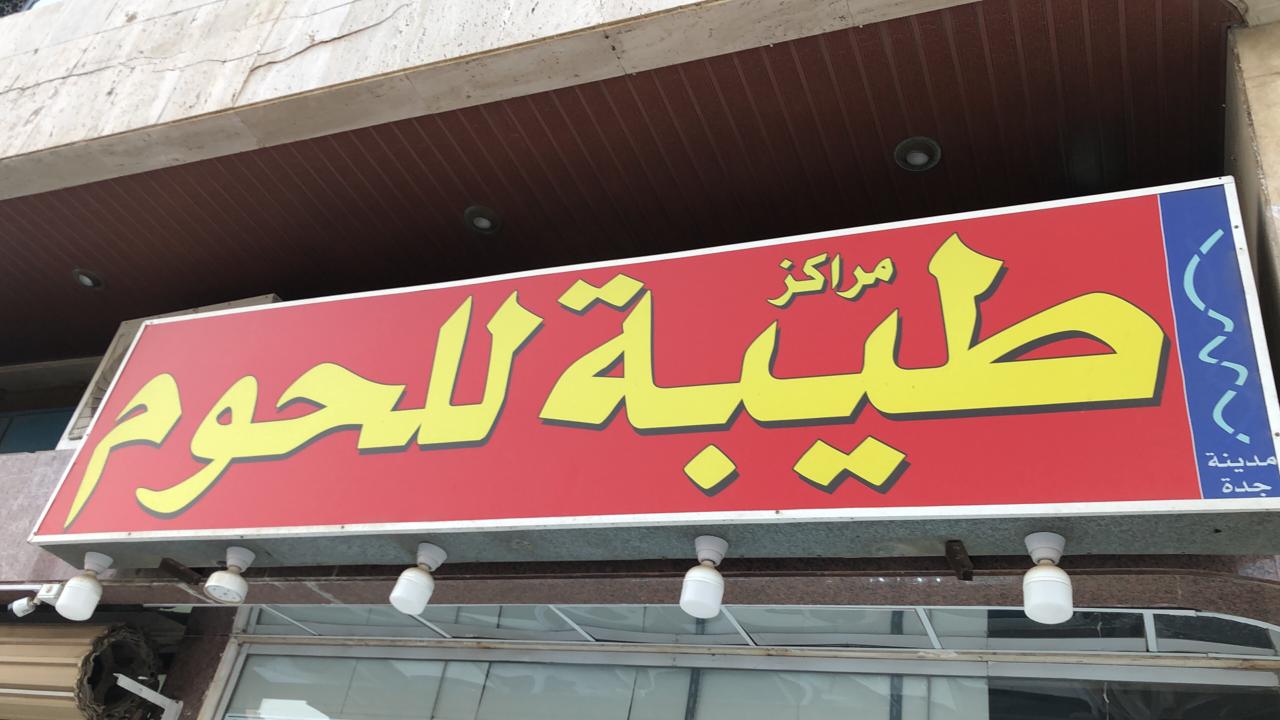 مراكز
طيبة للحوم
مدينة
جدة